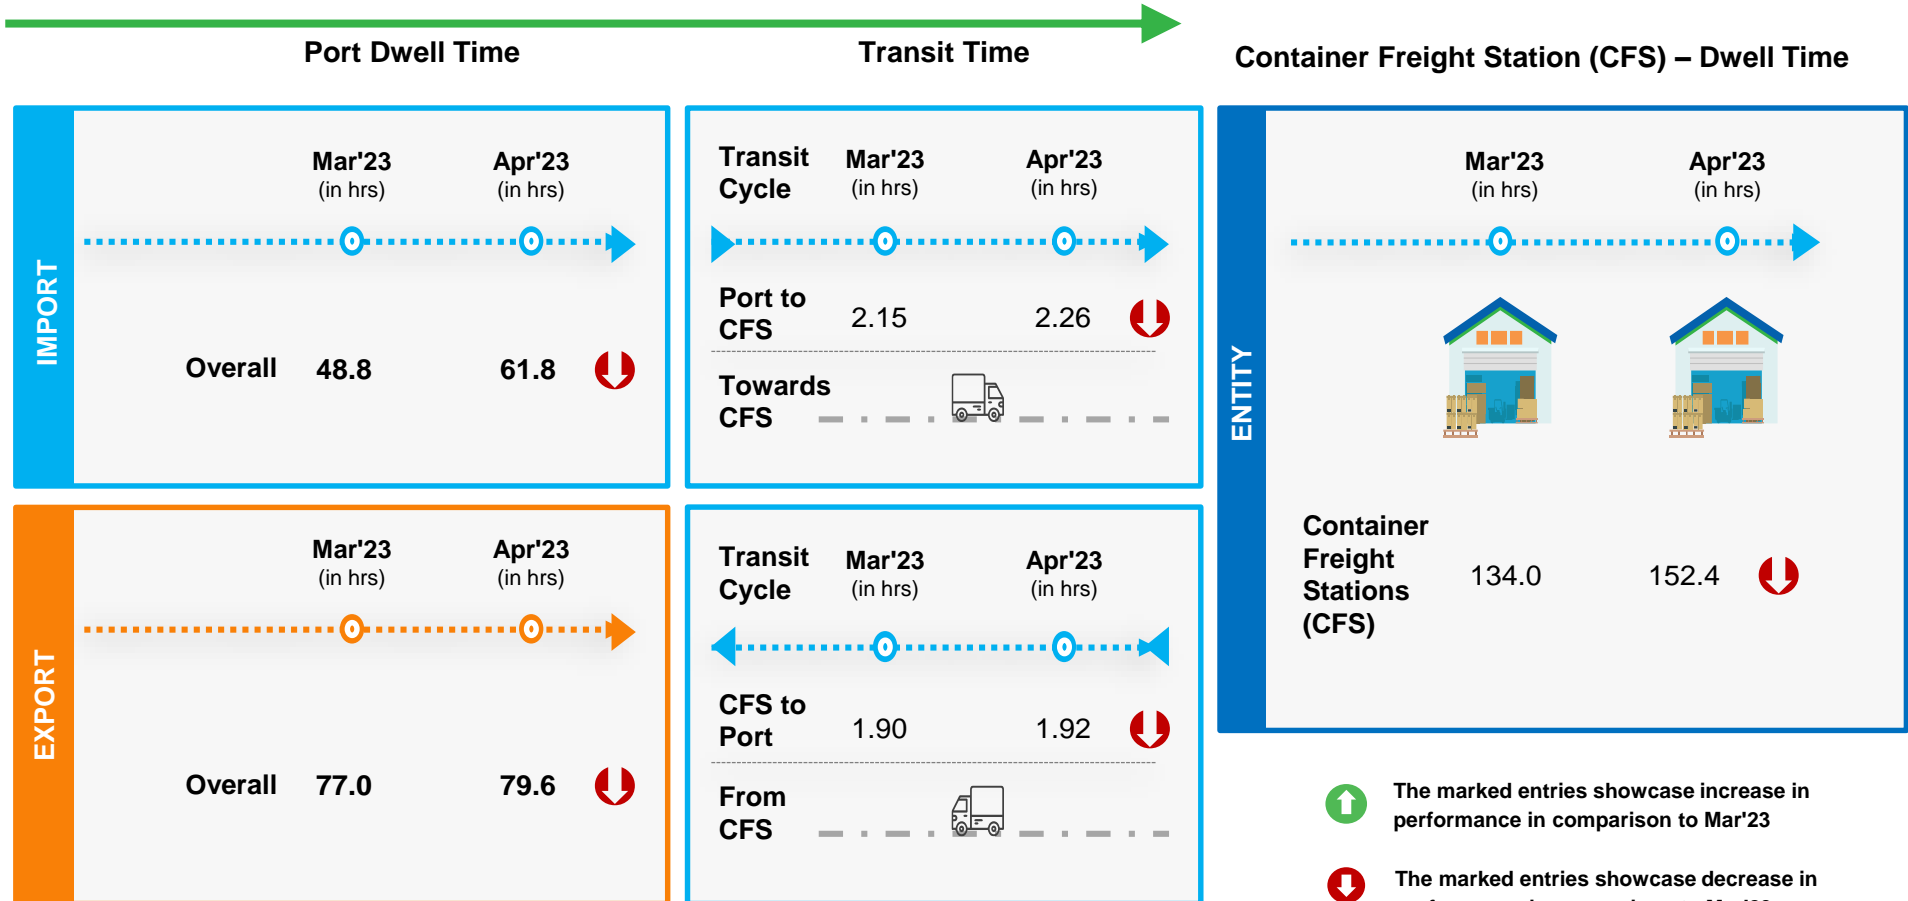 Port Dwell Time
Transit Time
Container Freight Station (CFS) – Dwell Time
IMPORT
Mar'23
(in hrs)
Apr'23
(in hrs)
Overall 48.8 61.8
Transit
Cycle
Mar'23
(in hrs)
Apr'23
(in hrs)
Port to
CFS
2.15 2.26
Towards
CFS
ENTITY
Mar'23
(in hrs)
Apr'23
(in hrs)
Container
Freight
Stations
(CFS)
134.0 152.4
EXPORT
Mar'23
(in hrs)
Apr'23
(in hrs)
Overall 77.0 79.6
Transit
Cycle
Mar'23
(in hrs)
Apr'23
(in hrs)
CFS to
Port
1.90 1.92
From
CFS
The marked entries showcase increase in
performance in comparison to Mar'23
The marked entries showcase decrease in